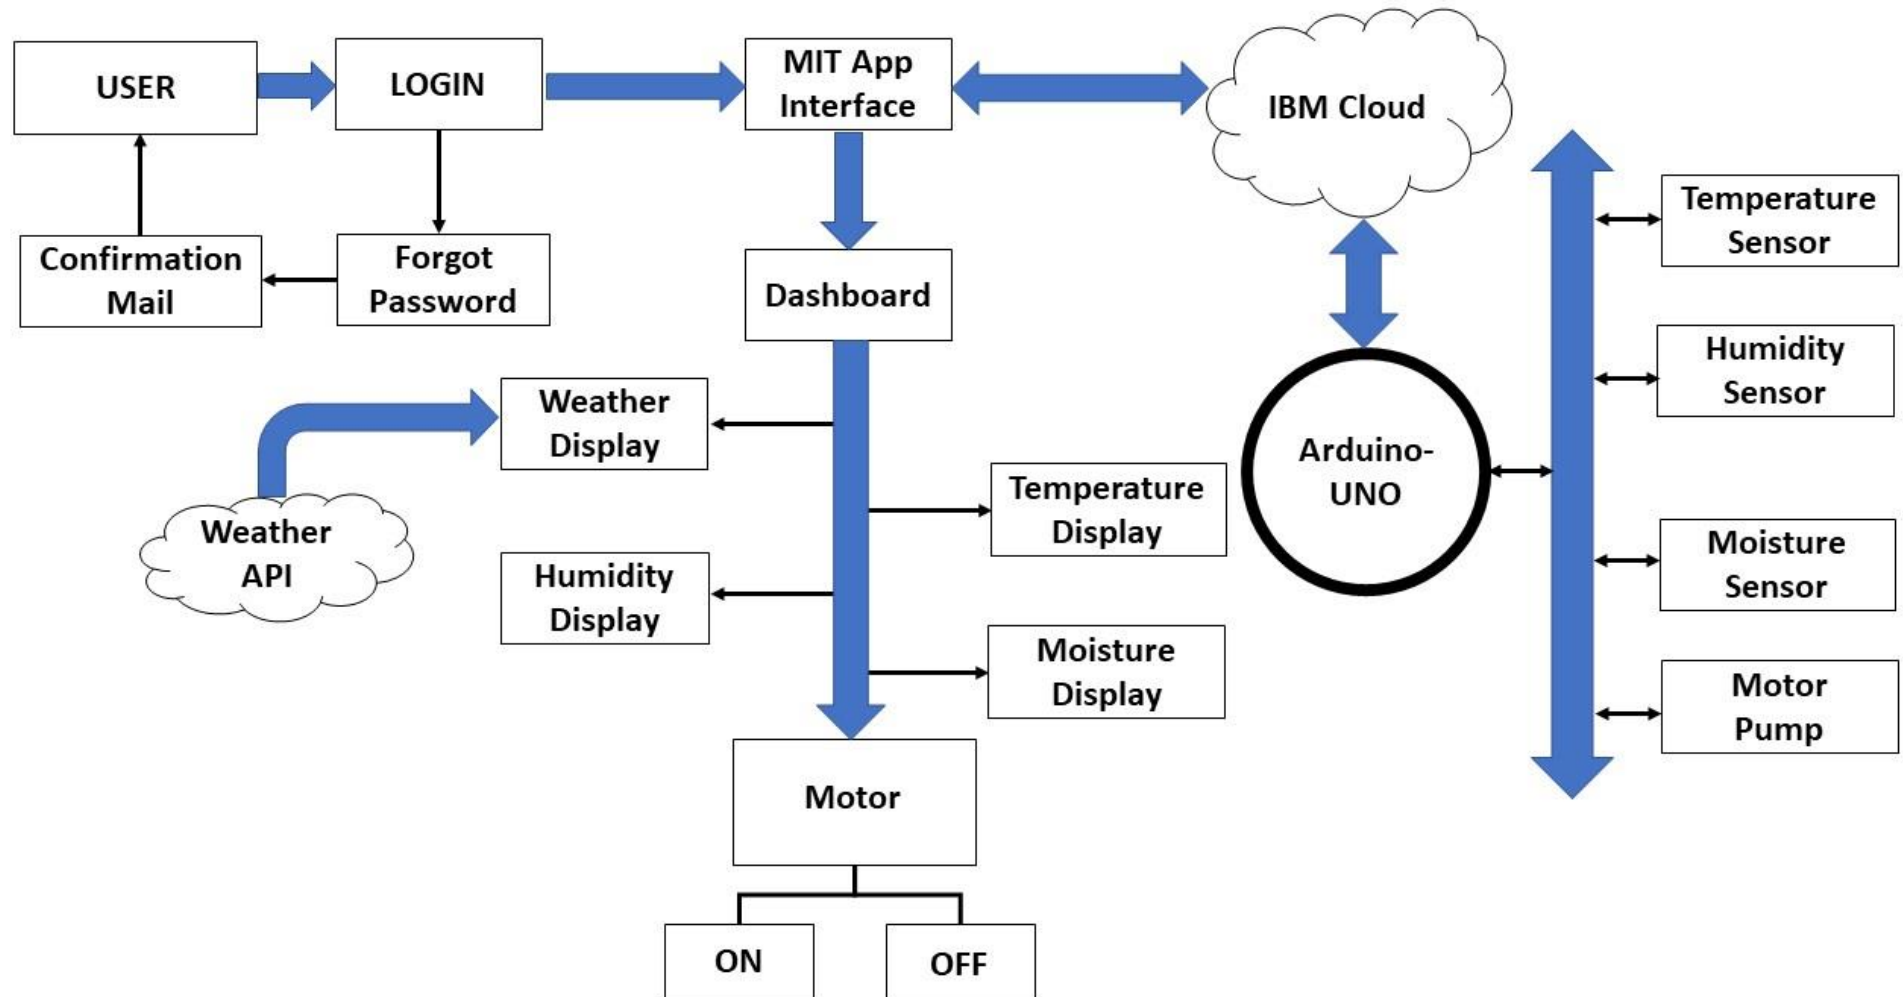 USER
LOGIN
MIT App
Interface
IBM Cloud
Confirmation
Mail
Forgot
Password
Dashboard
Temperature
Sensor
Humidity
Sensor
Weather
Display
Arduino-
UNO
Weather
API
Temperature
Display
Humidity
Display
Moisture
Sensor
Moisture
Display
Motor
Pump
Motor
ON
OFF